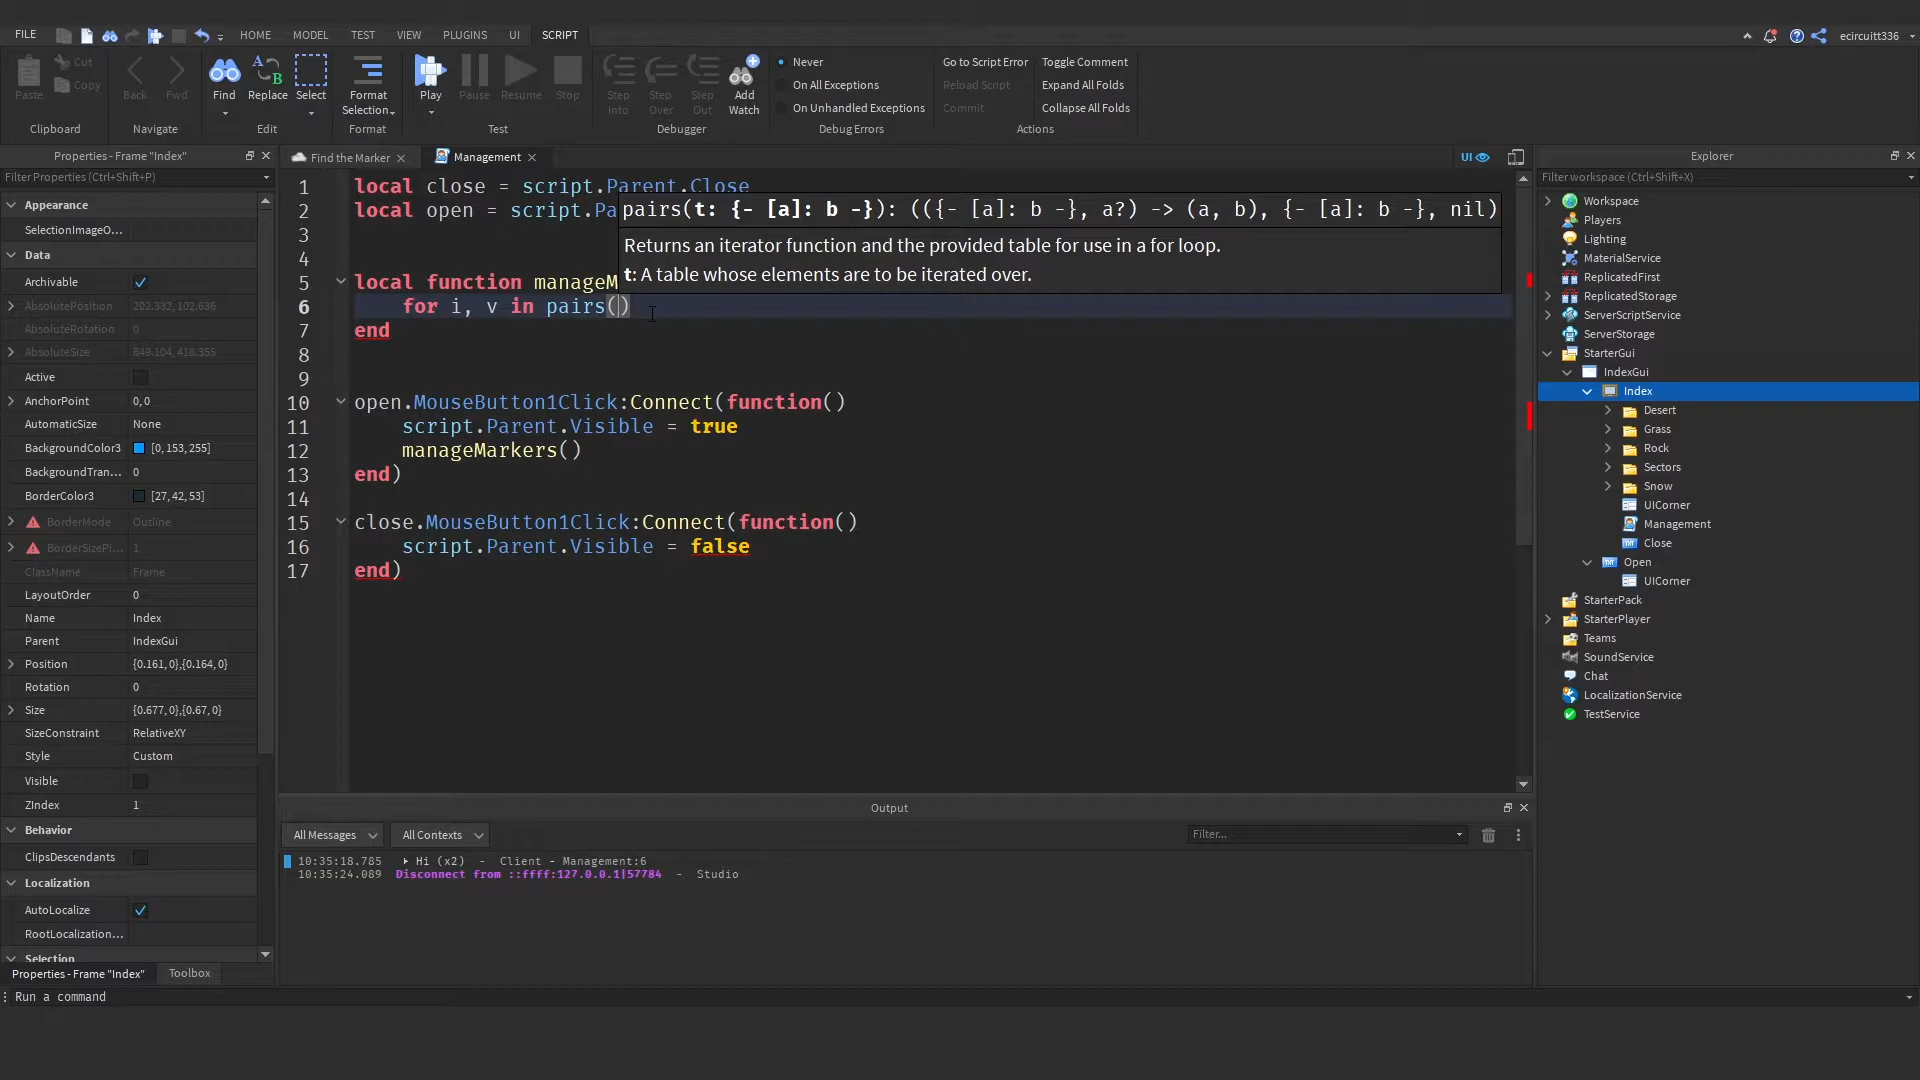 FILE HOME MODEL TEST VIEW PLUGINS UI SCRIPT ecircuitt336
Paste Cut Copy Back Fwd Find Replace Select Format Selection Play Pause Resume Stop Step Into Step Over Step Out Add Watch
Never Go to Script Error Toggle Comment
On All Exceptions Reload Script Expand All Folds
On Unhandled Exceptions Commit Collapse All Folds
Clipboard Navigate Edit Format Test Debugger Debug Errors Actions
Properties - Frame "Index"
Filter Properties (Ctrl+Shift+P)
Appearance
SelectionImageO...
Data
Archivable
AbsolutePosition 202.332, 102.636
AbsoluteRotation 0
AbsoluteSize 849.104, 418.355
Active
AnchorPoint 0, 0
AutomaticSize None
BackgroundColor3 [0, 153, 255]
BackgroundTran... 0
BorderColor3 [27, 42, 53]
BorderMode Outline
BorderSizePi... 1
ClassName Frame
LayoutOrder 0
Name Index
Parent IndexGui
Position {0.161, 0},{0.164, 0}
Rotation 0
Size {0.677, 0},{0.67, 0}
SizeConstraint RelativeXY
Style Custom
Visible
ZIndex 1
Behavior
ClipsDescendants
Localization
AutoLocalize
RootLocalization...
Selection
Properties - Frame "Index" Toolbox
Find the Marker Management UI
1 local close = script.Parent.Close
2 local open = script.Pa
pairs(t: {- [a]: b -}): (({- [a]: b -}, a?) -> (a, b), {- [a]: b -}, nil)
Returns an iterator function and the provided table for use in a for loop.
t: A table whose elements are to be iterated over.
3
4
5 local function manageM
6 for i, v in pairs()
7 end
8
9
10 open.MouseButton1Click:Connect(function()
11 script.Parent.Visible = true
12 manageMarkers()
13 end)
14
15 close.MouseButton1Click:Connect(function()
16 script.Parent.Visible = false
17 end)
Output
All Messages All Contexts Filter...
10:35:18.785 Hi (x2) - Client - Management:6
10:35:24.089 Disconnect from ::ffff:127.0.0.1|57784 - Studio
Explorer
Filter workspace (Ctrl+Shift+X)
Workspace
Players
Lighting
MaterialService
ReplicatedFirst
ReplicatedStorage
ServerScriptService
ServerStorage
StarterGui
IndexGui
Index
Desert
Grass
Rock
Sectors
Snow
UICorner
Management
Close
Open
UICorner
StarterPack
StarterPlayer
Teams
SoundService
Chat
LocalizationService
TestService
Run a command